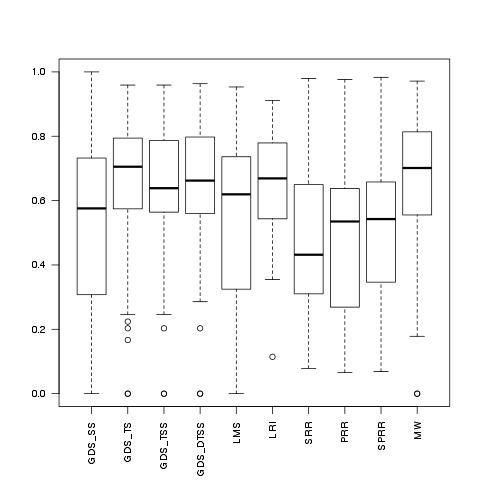 1.0
0.8
0.6
0.4
0.2
0.0
GDS_SS
GDS_TS
GDS_TSS
GDS_DTSS
LMS
LRI
SRR
PRR
SPRR
MW